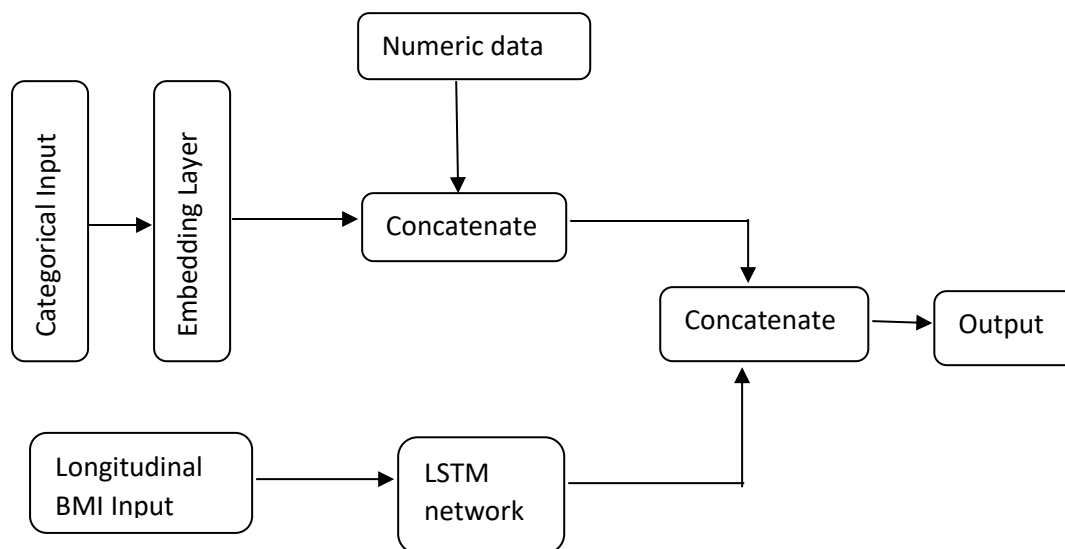 Numeric data
Categorical Input
Embedding Layer
Concatenate
Concatenate
Output
Longitudinal
BMI Input
LSTM
network